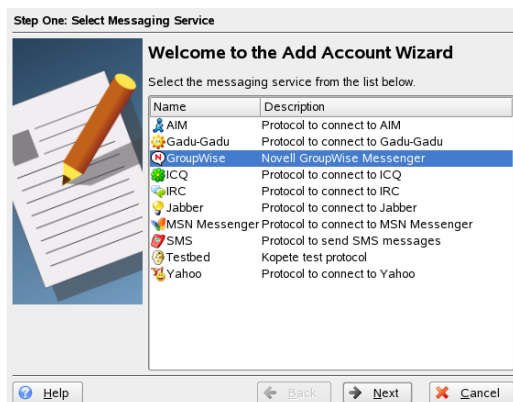 Step One: Select Messaging Service
Welcome to the Add Account Wizard
Select the messaging service from the list below.
Name Description
AIM Protocol to connect to AIM
Gadu-Gadu Protocol to connect to Gadu-Gadu
N GroupWise Novell GroupWise Messenger
ICQ Protocol to connect to ICQ
IRC Protocol to connect to IRC
Jabber Protocol to connect to Jabber
MSN Messenger Protocol to connect to MSN Messenger
SMS Protocol to send SMS messages
Testbed Kopete test protocol
Yahoo Protocol to connect to Yahoo
Help Back Next Cancel